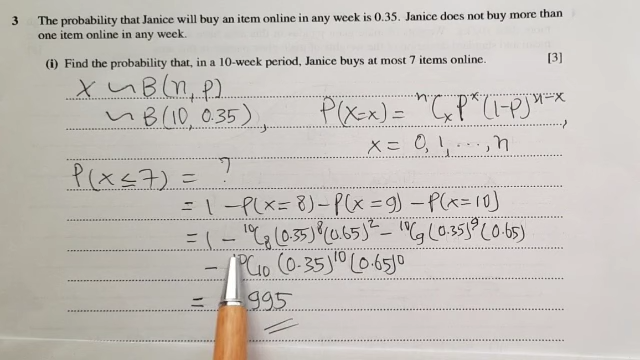 3 The probability that Janice will buy an item online in any week is 0.35. Janice does not buy more than
one item online in any week.
(i) Find the probability that, in a 10-week period, Janice buys at most 7 items online. [3]
X ∽ B(n, p)
∽ B(10, 0.35), P(X=x) = ⁿCₓ pˣ (1-p)ⁿ⁻ˣ,
x = 0, 1, ..., n
P(X ≤ 7) = ?
= 1 - P(X = 8) - P(X = 9) - P(X = 10)
= 1 - ¹⁰C₈ (0.35)⁸ (0.65)² - ¹⁰C₉ (0.35)⁹ (0.65)
- ¹⁰C₁₀ (0.35)¹⁰ (0.65)⁰
= 995